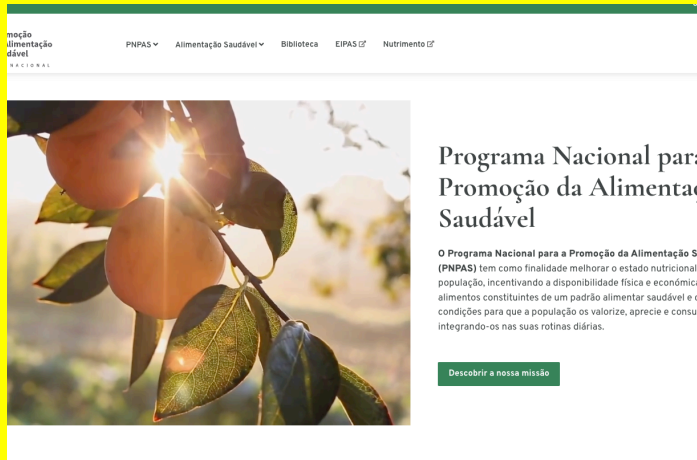 moção
limentação
dável
NACIONAL
PNPAS
Alimentação Saudável
Biblioteca
EIPAS
Nutrimento
Programa Nacional para
Promoção da Alimentaç
Saudável
O Programa Nacional para a Promoção da Alimentação S
(PNPAS) tem como finalidade melhorar o estado nutricional
população, incentivando a disponibilidade física e económica
alimentos constituintes de um padrão alimentar saudável e c
condições para que a população os valorize, aprecie e consu
integrando-os nas suas rotinas diárias.
Descobrir a nossa missão